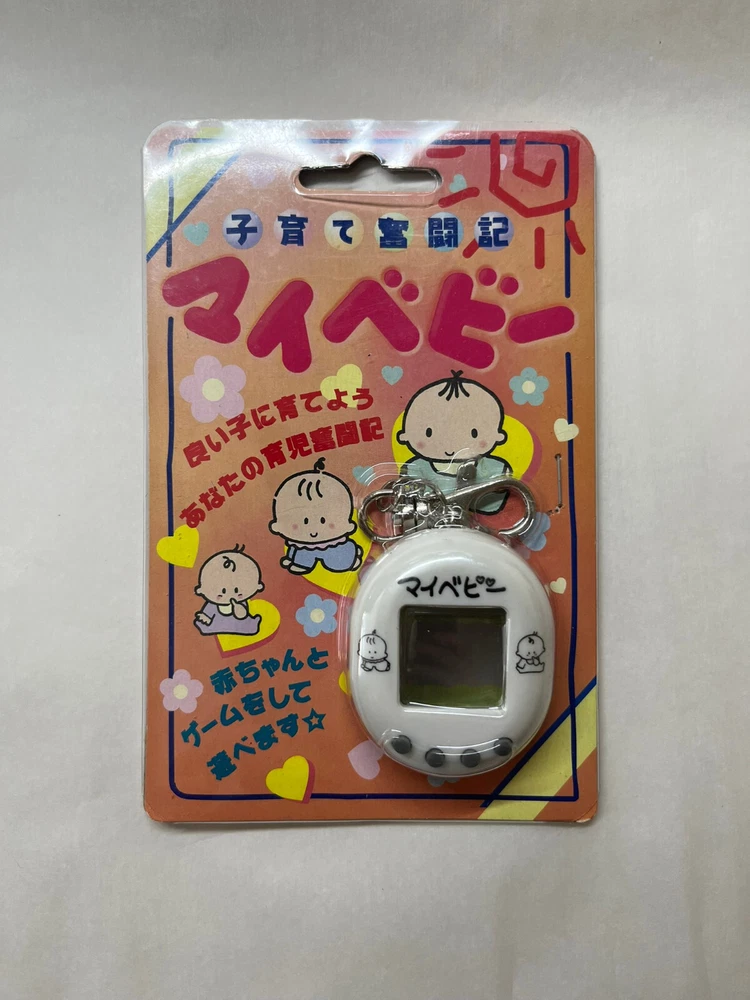 子育て奮闘記
マイベビー
良い子に育てよう
あなたの育児奮闘記
マイベビー
赤ちゃんと
ゲームをして
遊べます☆